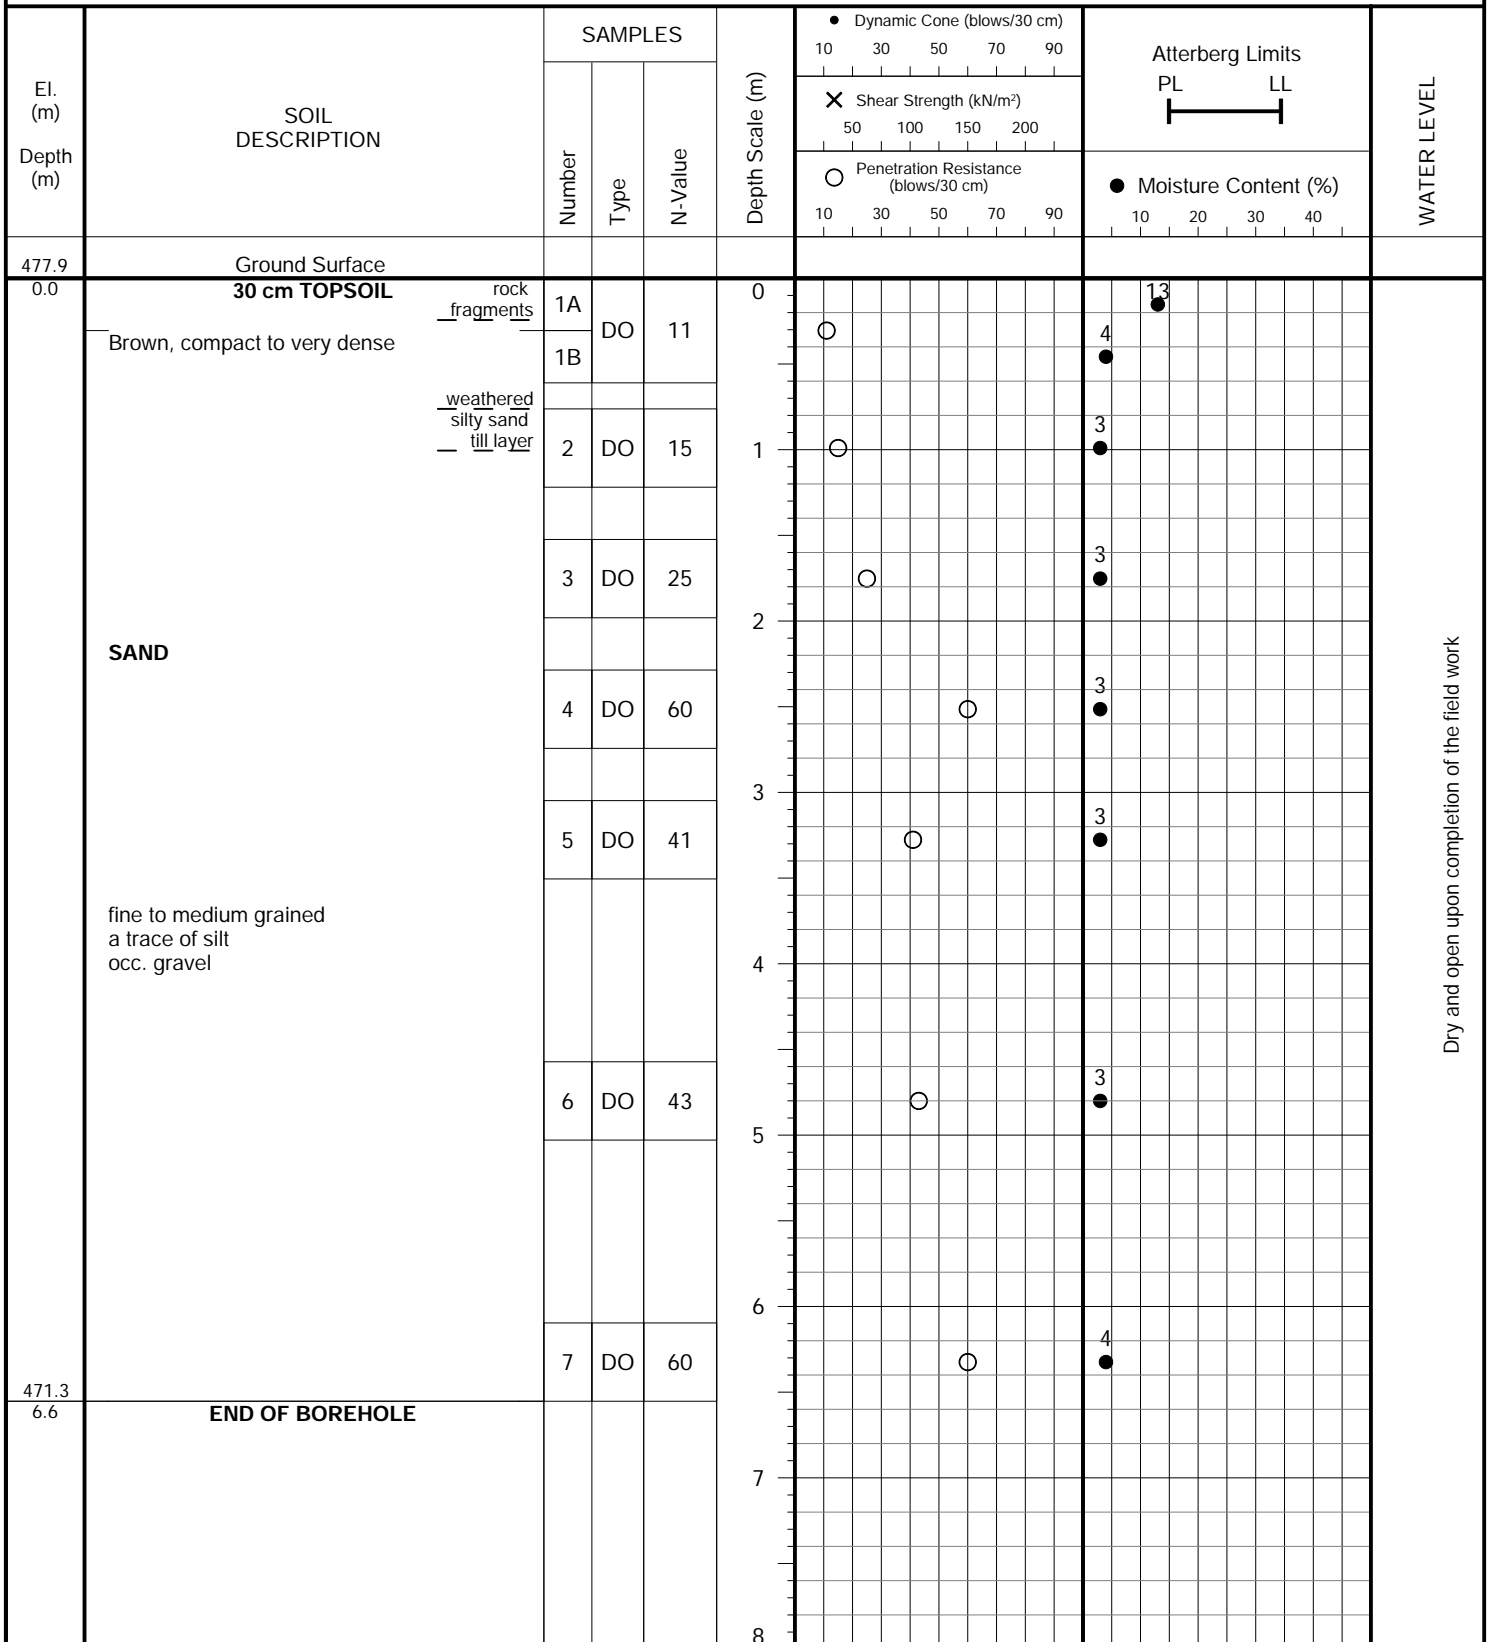 El.
(m)
Depth
(m)
SOIL
DESCRIPTION
SAMPLES
Number
Type
N-Value
Depth Scale (m)
Dynamic Cone (blows/30 cm)
10 30 50 70 90
Shear Strength (kN/m²)
50 100 150 200
Penetration Resistance
(blows/30 cm)
10 30 50 70 90
Atterberg Limits
PL LL
Moisture Content (%)
10 20 30 40
WATER LEVEL
477.9 Ground Surface
0.0 30 cm TOPSOIL
rock
fragments
1A
DO 11
0
13
Brown, compact to very dense
1B
4
weathered
silty sand
till layer
2 DO 15
1
3
3 DO 25
3
2
SAND
4 DO 60
3
3
5 DO 41
3
fine to medium grained
a trace of silt
occ. gravel
4
6 DO 43
3
5
6
7 DO 60
4
471.3
6.6 END OF BOREHOLE
7
8
Dry and open upon completion of the field work